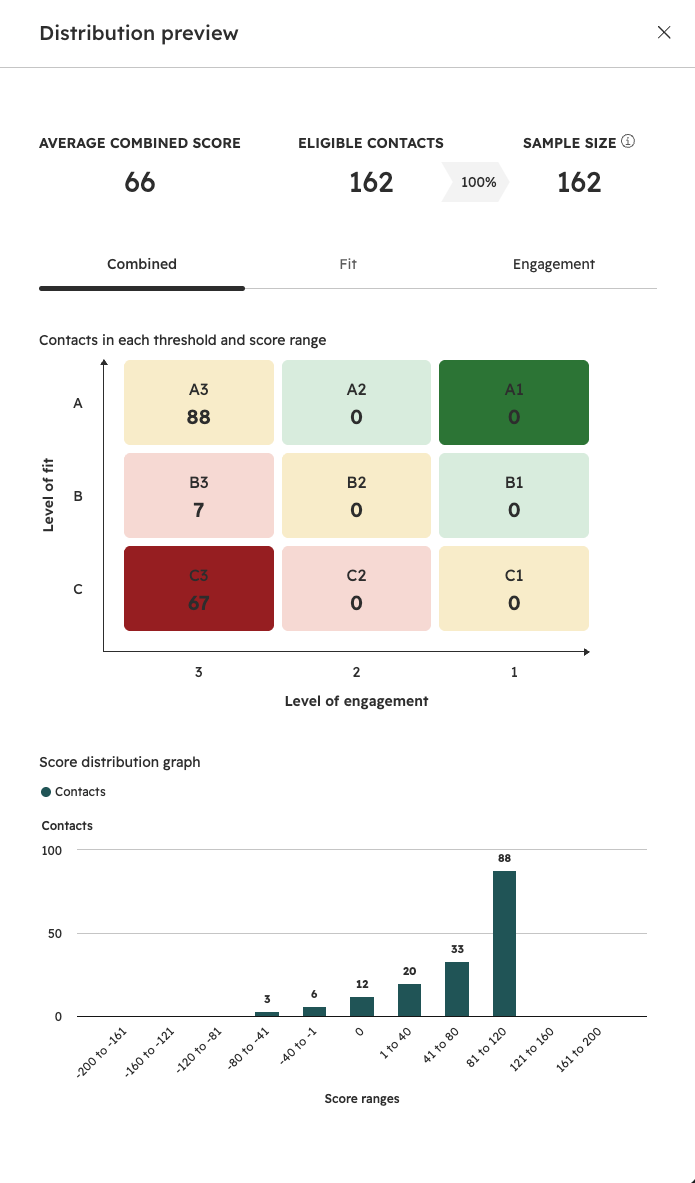 Distribution preview
AVERAGE COMBINED SCORE
66
ELIGIBLE CONTACTS
162
100%
SAMPLE SIZE
162
Combined Fit Engagement
Contacts in each threshold and score range
Level of fit
A
A3
88
A2
0
A1
0
B
B3
7
B2
0
B1
0
C
C3
67
C2
0
C1
0
3 2 1
Level of engagement
Score distribution graph
Contacts
Contacts
100
50
0
3
6
12
20
33
88
-200 to -161
-160 to -121
-120 to -81
-80 to -41
-40 to -1
0
1 to 40
41 to 80
81 to 120
121 to 160
161 to 200
Score ranges